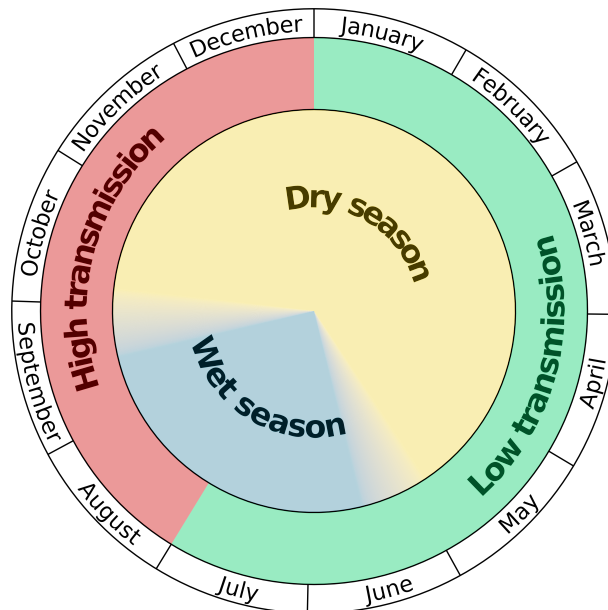 January
February
March
April
May
June
July
August
September
October
November
December
High transmission
Low transmission
Dry season
Wet season